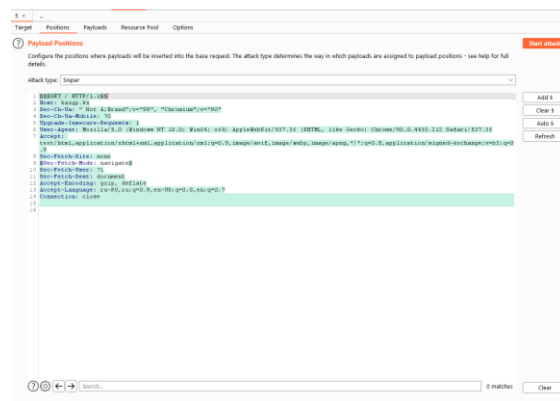 5 × ...
Target Positions Payloads Resource Pool Options
? Payload Positions
Start attack
Configure the positions where payloads will be inserted into the base request. The attack type determines the way in which payloads are assigned to payload positions - see help for full
details.
Attack type: Sniper
Add §
Clear §
Auto §
Refresh
1 §§§GET / HTTP/1.1§§
2 Host:
3 Sec-Ch-Ua: " Not A;Brand";v="99", "Chromium";v="90"
4 Sec-Ch-Ua-Mobile: ?0
5 Upgrade-Insecure-Requests: 1
6 User-Agent: Mozilla/5.0 (Windows NT 10.0; Win64; x64) AppleWebKit/537.36 (KHTML, like Gecko) Chrome/90.0.4430.212 Safari/537.36
7 Accept:
text/html,application/xhtml+xml,application/xml;q=0.9,image/avif,image/webp,image/apng,*/*;q=0.8,application/signed-exchange;v=b3;q=0
.9
8 Sec-Fetch-Site: none
9 §Sec-Fetch-Mode: navigate§
10 Sec-Fetch-User: ?1
11 Sec-Fetch-Dest: document
12 Accept-Encoding: gzip, deflate
13 Accept-Language: ru-RU,ru;q=0.9,en-US;q=0.8,en;q=0.7
14 Connection: close
15
16
? Search... 0 matches Clear